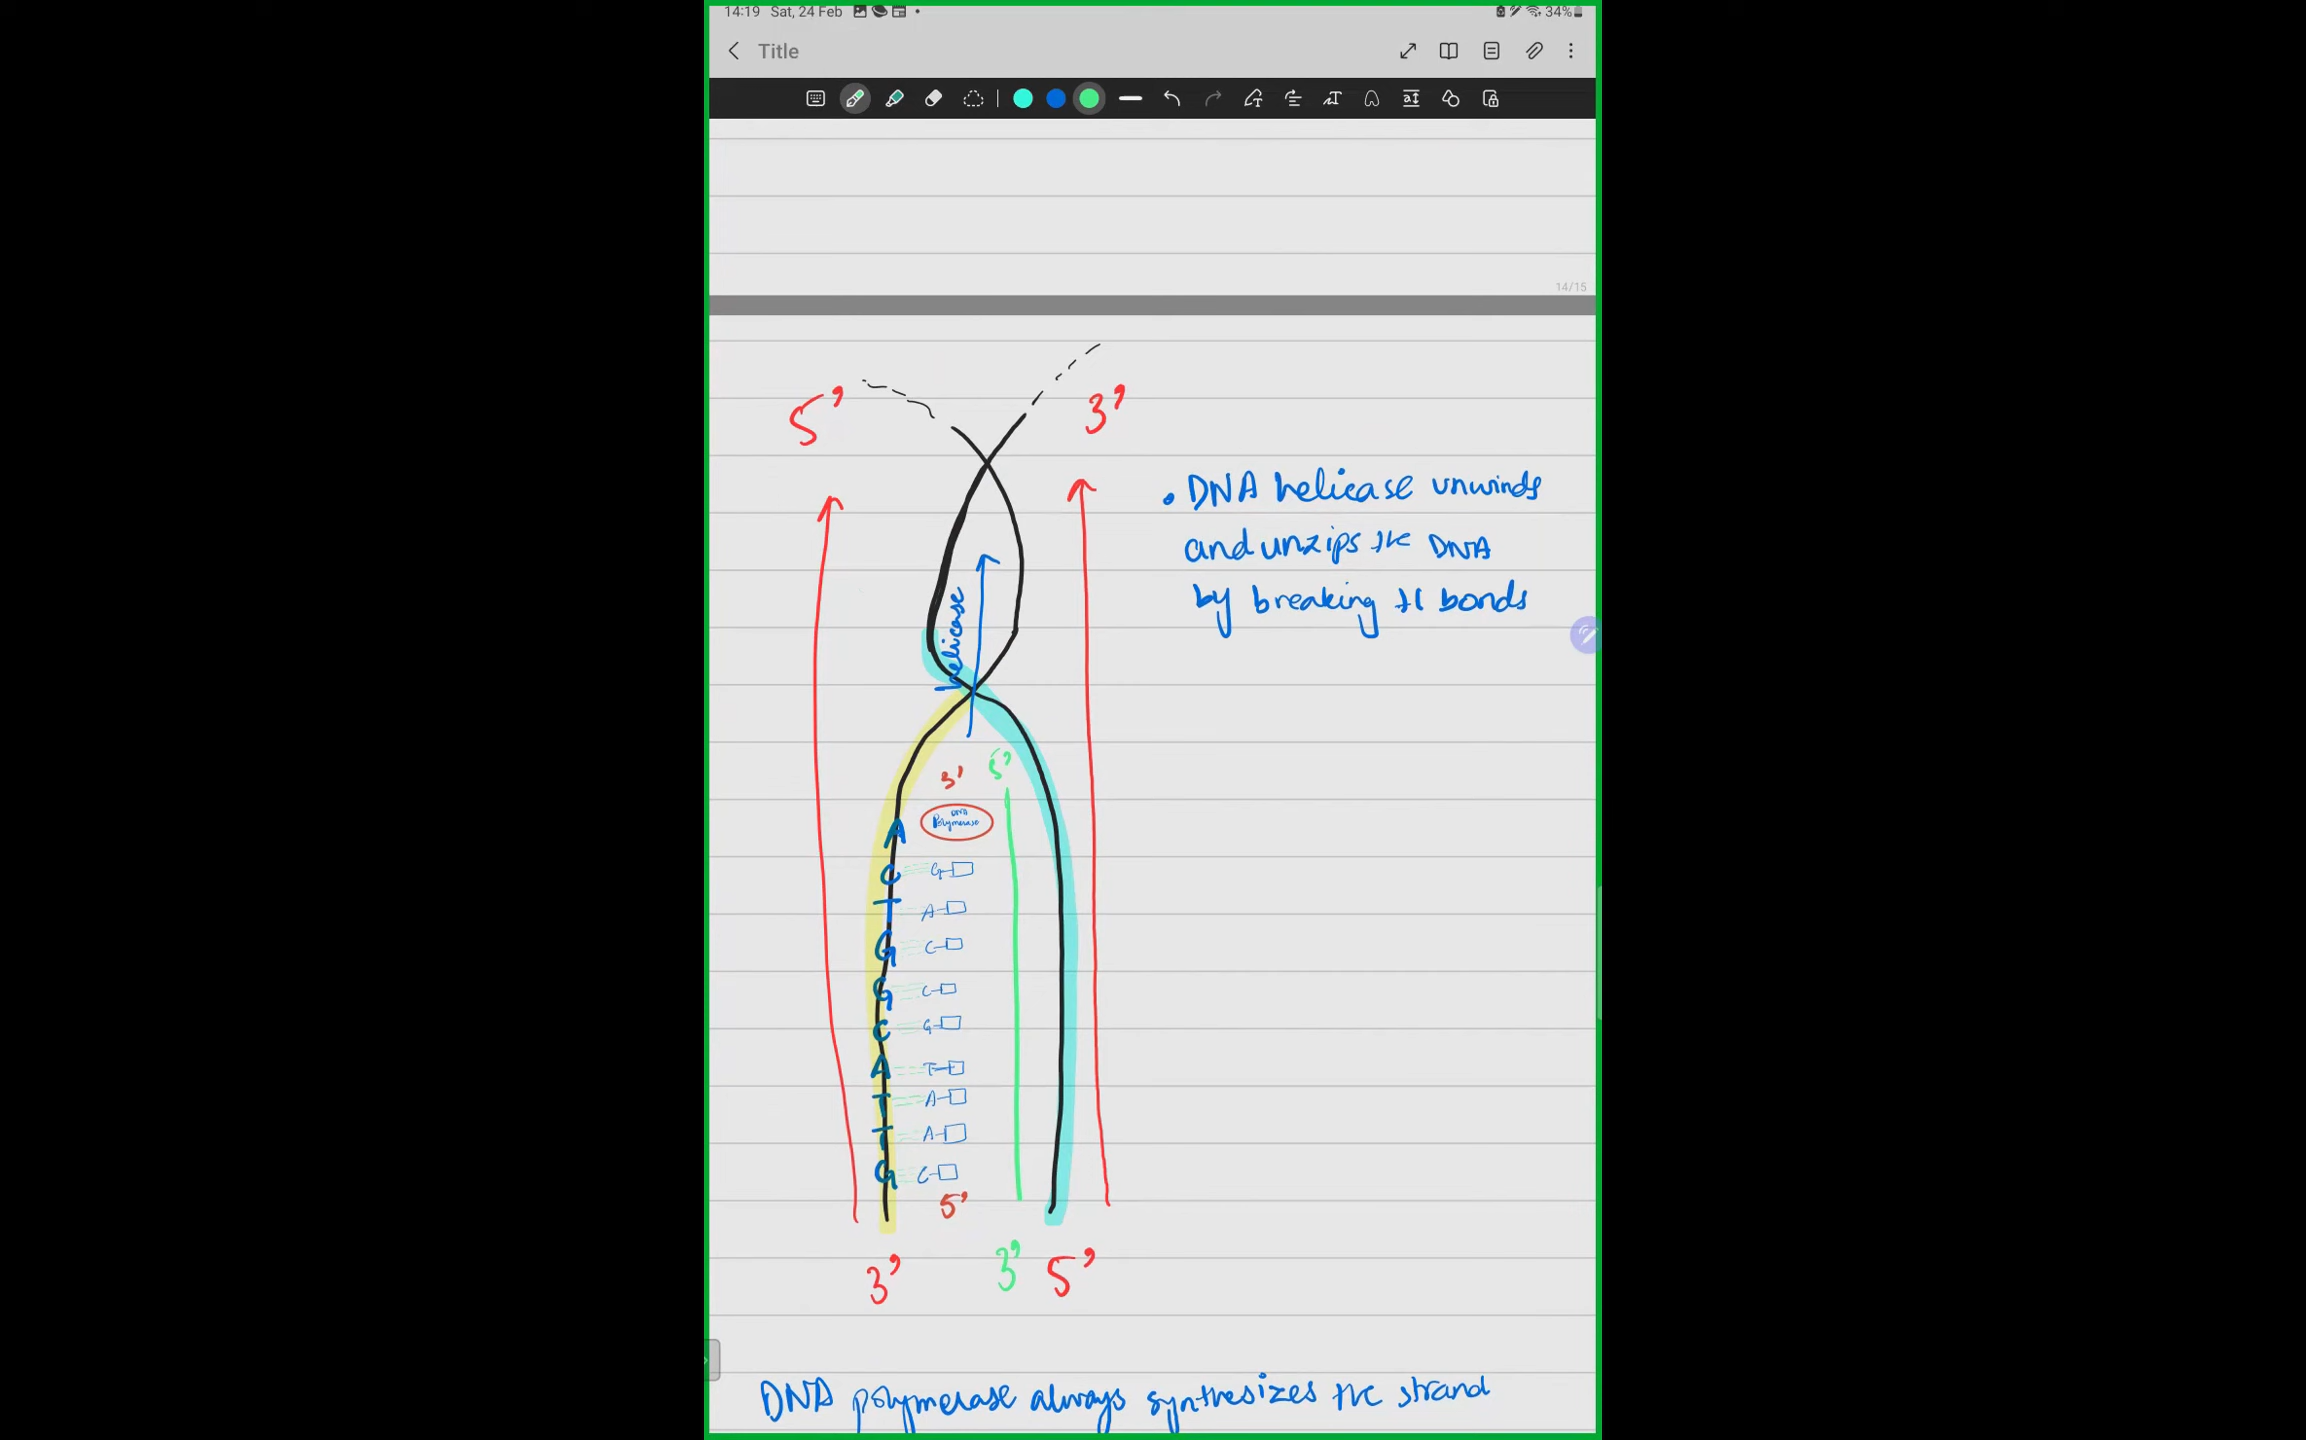 14:19 Sat, 24 Feb
34%
Title
14/15
5'
3'
. DNA helicase unwinds
and unzips the DNA
by breaking H bonds
helicase
3'
5'
DNA
Polymerase
A
C G
T A
G C
G C
C G
A T
T A
T A
G C
5'
3'
3'
5'
DNA polymerase always synthesizes the strand